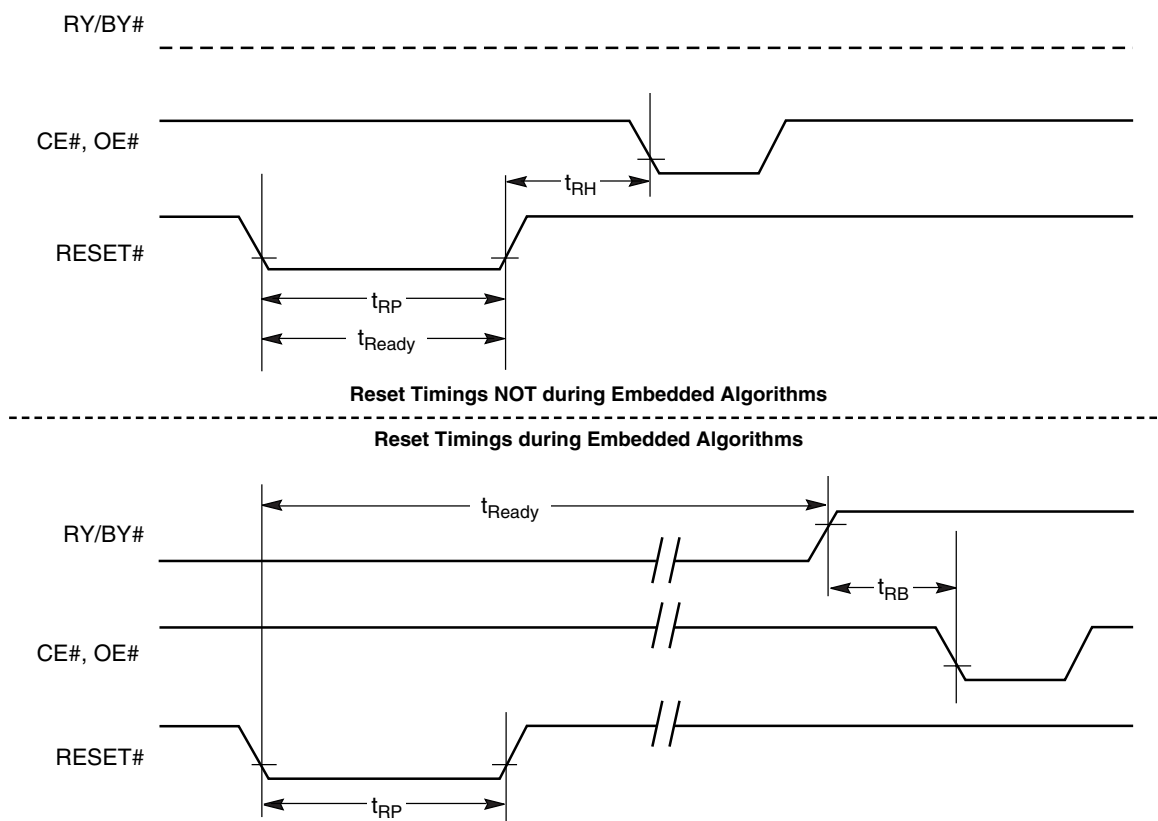 RY/BY#
CE#, OE#
tRH
RESET#
tRP
tReady
Reset Timings NOT during Embedded Algorithms
Reset Timings during Embedded Algorithms
tReady
RY/BY#
tRB
CE#, OE#
RESET#
tRP